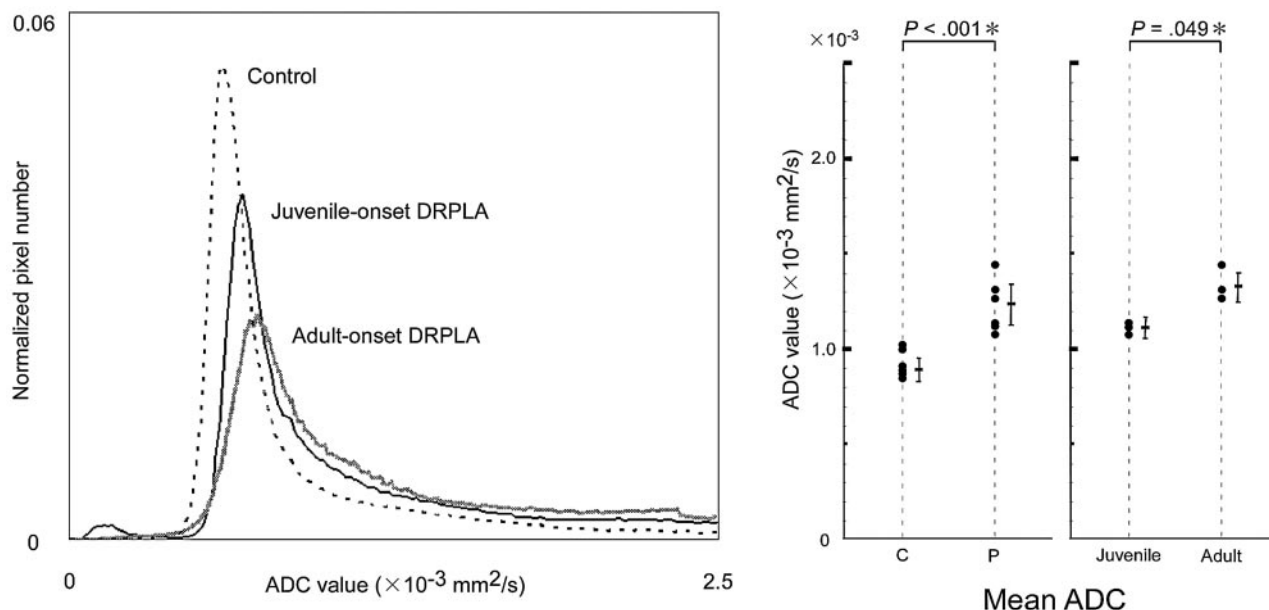 0.06
Control
Juvenile-onset DRPLA
Adult-onset DRPLA
Normalized pixel number
0
0
ADC value (×10⁻³ mm²/s)
2.5
×10⁻³
P < .001*
P = .049*
2.0
1.0
0
ADC value (×10⁻³ mm²/s)
C
P
Juvenile
Adult
Mean ADC